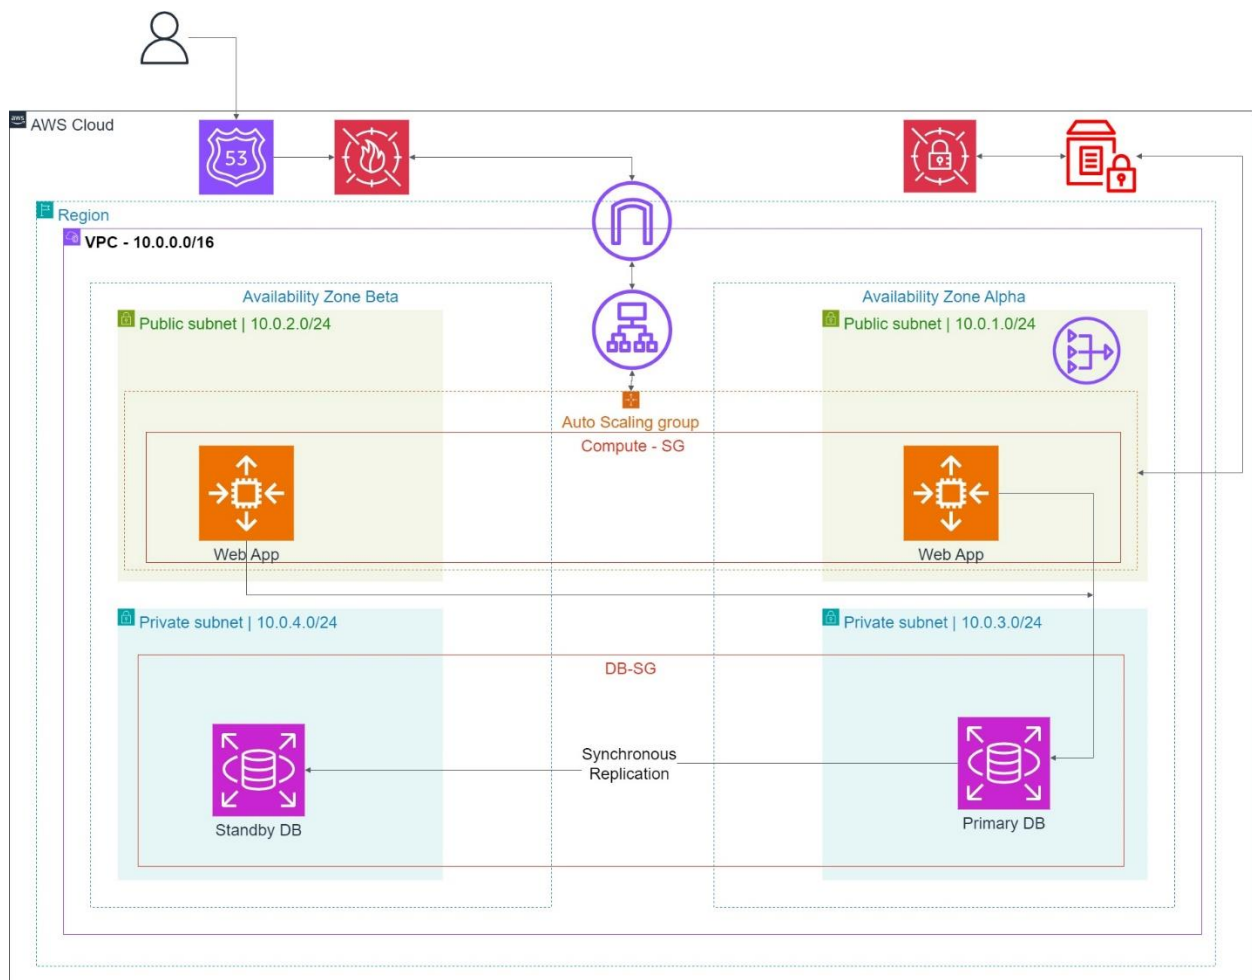 aws
AWS Cloud
53
Region
VPC - 10.0.0.0/16
Availability Zone Beta
Availability Zone Alpha
Public subnet | 10.0.2.0/24
Public subnet | 10.0.1.0/24
Auto Scaling group
Compute - SG
Web App
Web App
Private subnet | 10.0.4.0/24
Private subnet | 10.0.3.0/24
DB-SG
Synchronous
Replication
Standby DB
Primary DB